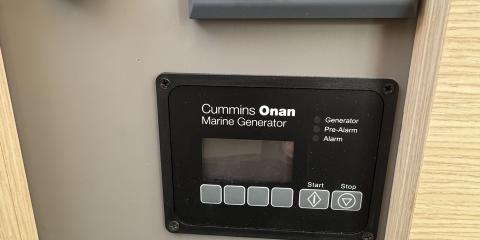 Cummins Onan
Marine Generator
Generator
Pre-Alarm
Alarm
Start Stop